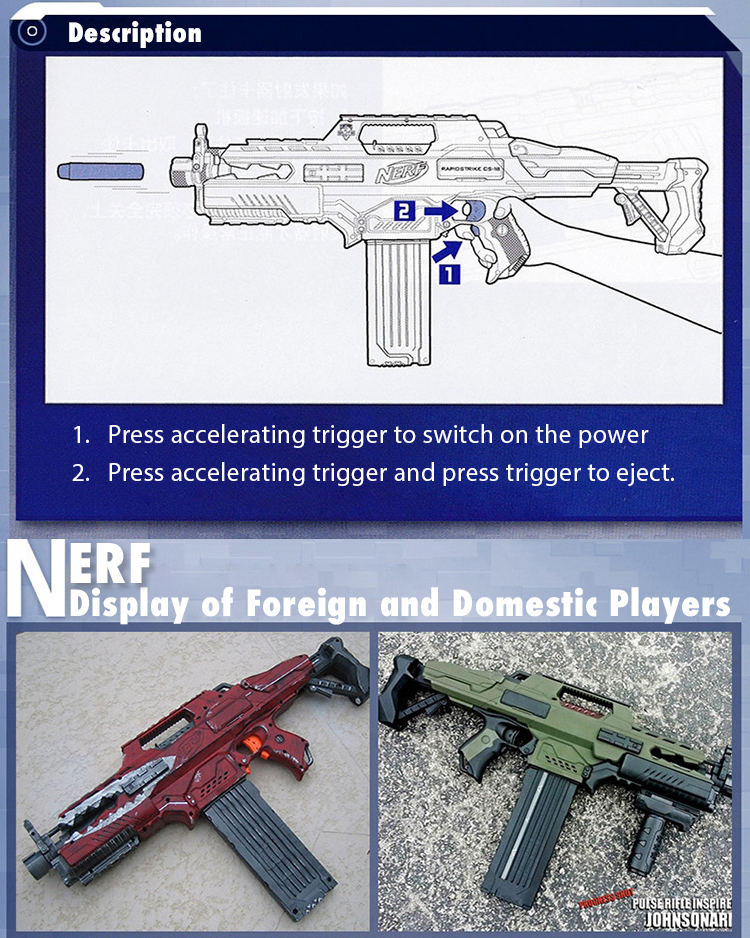 Description
NERF
RAPIDSTRIKE CS-18
2
1
1. Press accelerating trigger to switch on the power
2. Press accelerating trigger and press trigger to eject.
NERF
Display of Foreign and Domestic Players
PULSE RIFLE INSPIRE
JOHNSONARI